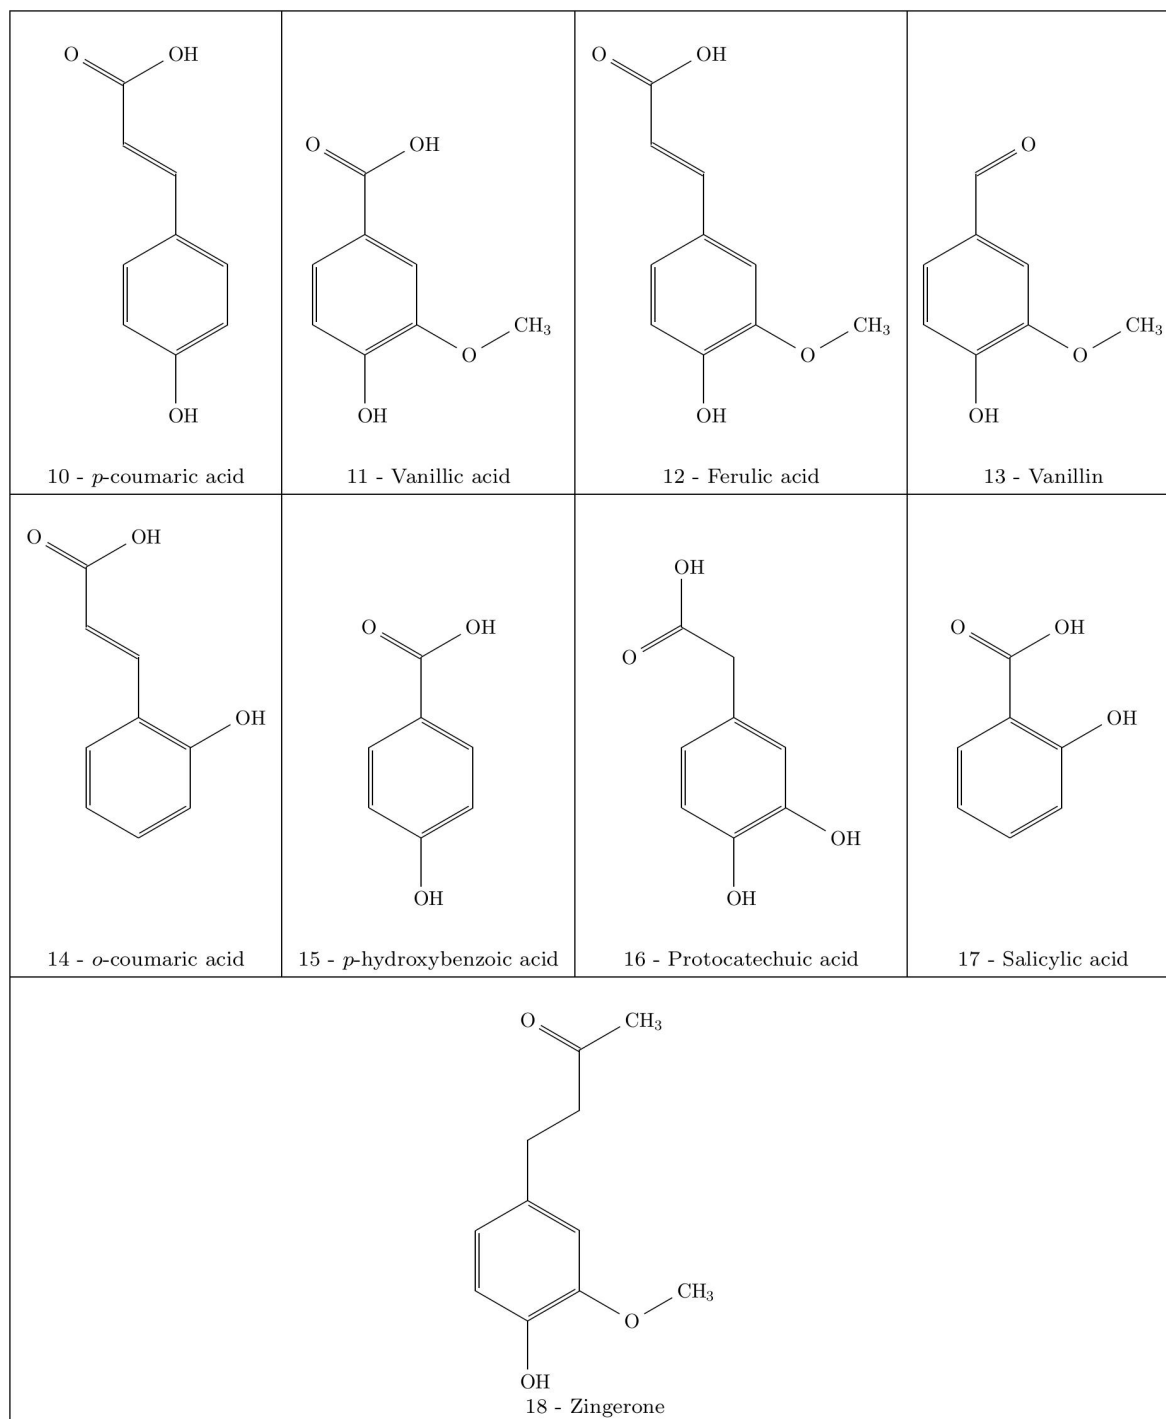 O OH
O OH
O OH
O OH
O
CH₃
CH₃
CH₃
O
O
O
OH
OH
OH
OH
10 - p-coumaric acid
11 - Vanillic acid
12 - Ferulic acid
13 - Vanillin
O OH
OH
O OH
O OH
O
OH
OH
OH
OH
OH
14 - o-coumaric acid
15 - p-hydroxybenzoic acid
16 - Protocatechuic acid
17 - Salicylic acid
O CH₃
CH₃
O
OH
18 - Zingerone